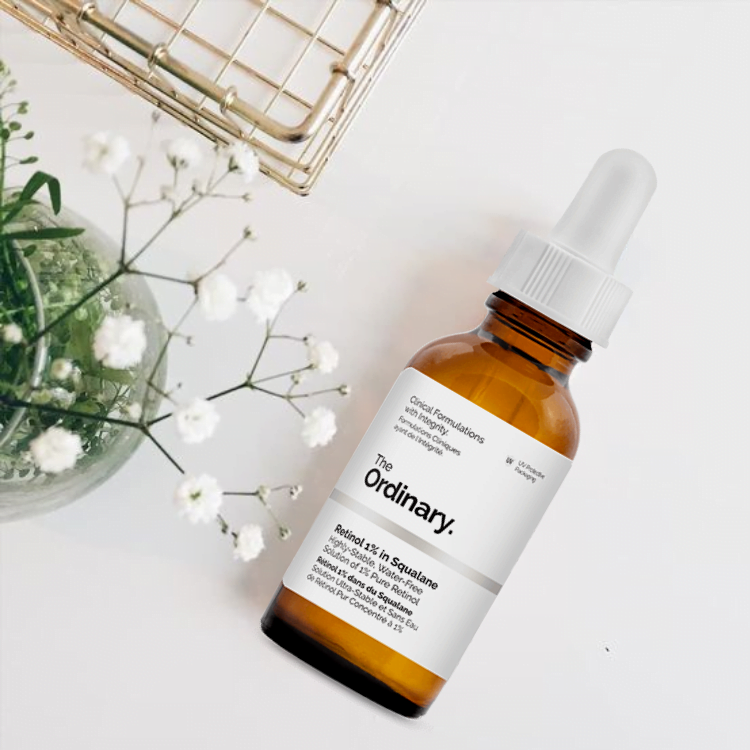 Clinical Formulations
with Integrity.
Formulations Cliniques
ayant de l'intégrité.
UV Protective
Packaging
The
Ordinary.
Retinol 1% in Squalane
Highly-Stable, Water-Free
Solution of 1% Pure Retinol
Rétinol 1% dans du Squalane
Solution Ultra-Stable et Sans Eau
de Rétinol Pur Concentré à 1%